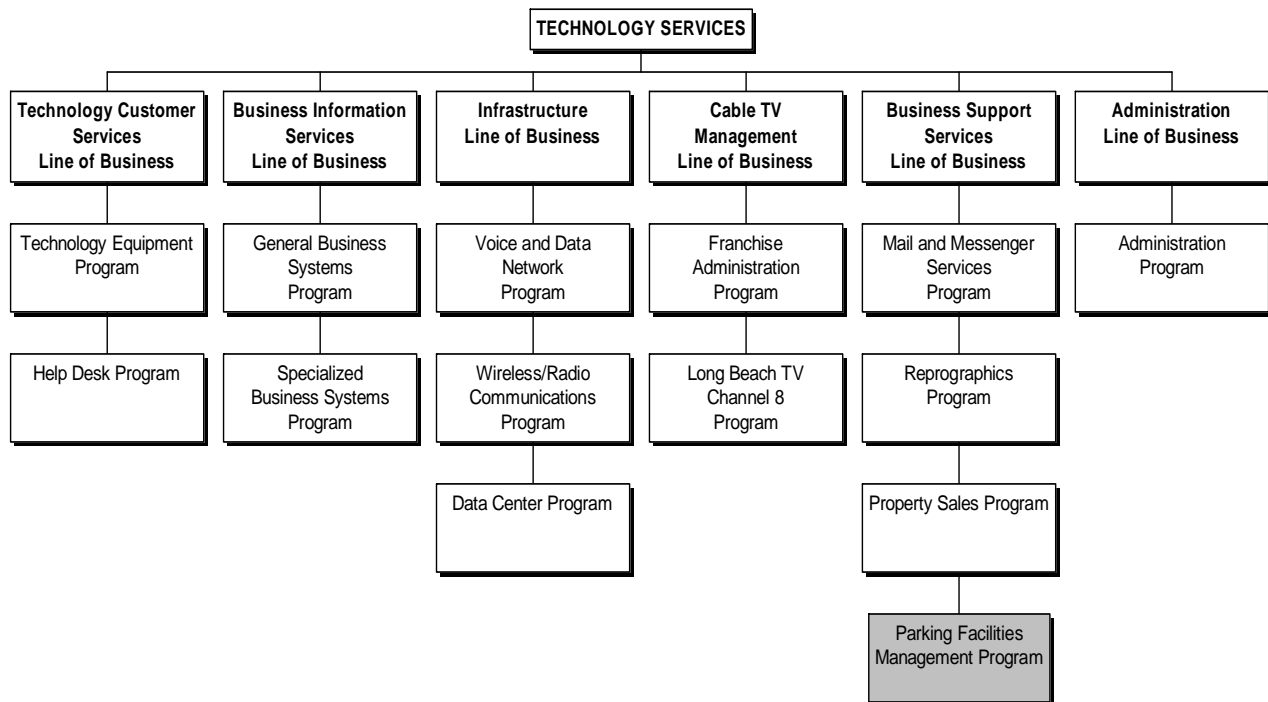 TECHNOLOGY SERVICES
Technology Customer
Services
Line of Business
Business Information
Services
Line of Business
Infrastructure
Line of Business
Cable TV
Management
Line of Business
Business Support
Services
Line of Business
Administration
Line of Business
Technology Equipment
Program
General Business
Systems
Program
Voice and Data
Network
Program
Franchise
Administration
Program
Mail and Messenger
Services
Program
Administration
Program
Help Desk Program
Specialized
Business Systems
Program
Wireless/Radio
Communications
Program
Long Beach TV
Channel 8
Program
Reprographics
Program
Data Center Program
Property Sales Program
Parking Facilities
Management Program